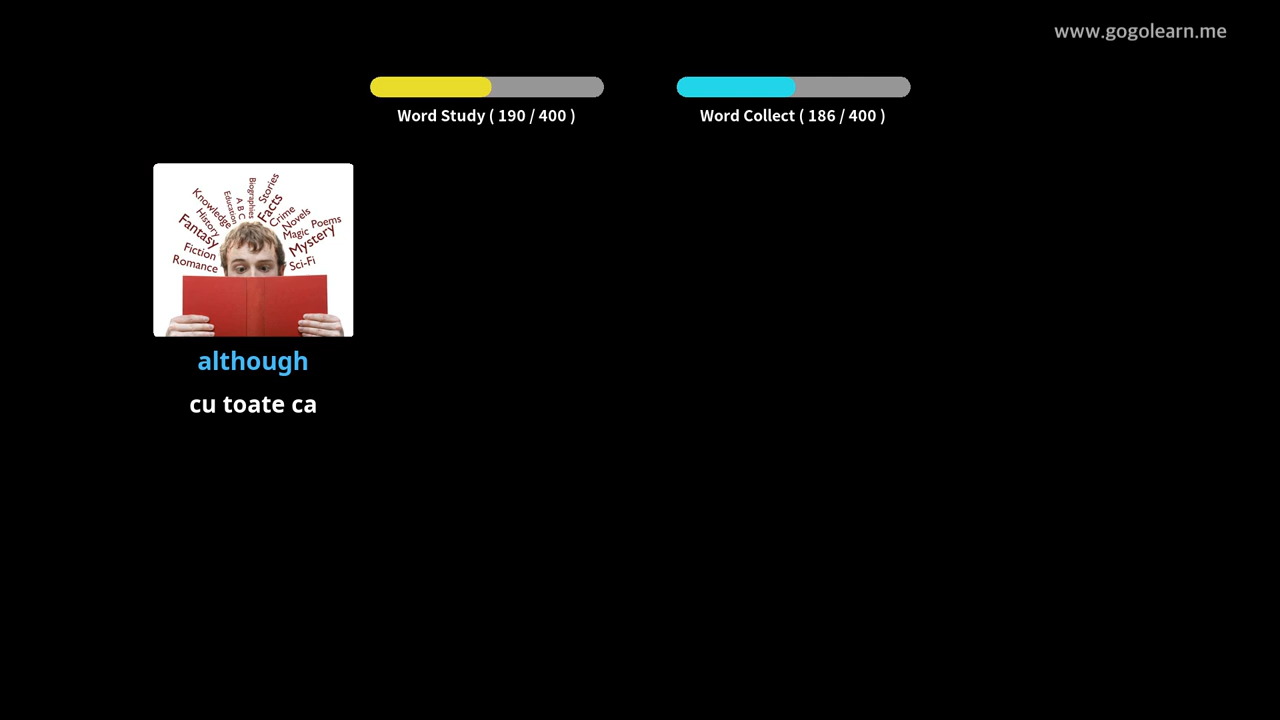 www.gogolearn.me
Word Study ( 190 / 400 )
Word Collect ( 186 / 400 )
Knowledge
History
Fantasy
Fiction
Romance
Education
A B C
Biographies
Stories
Facts
Crime
Novels
Magic
Poems
Mystery
Sci-Fi
although
cu toate ca